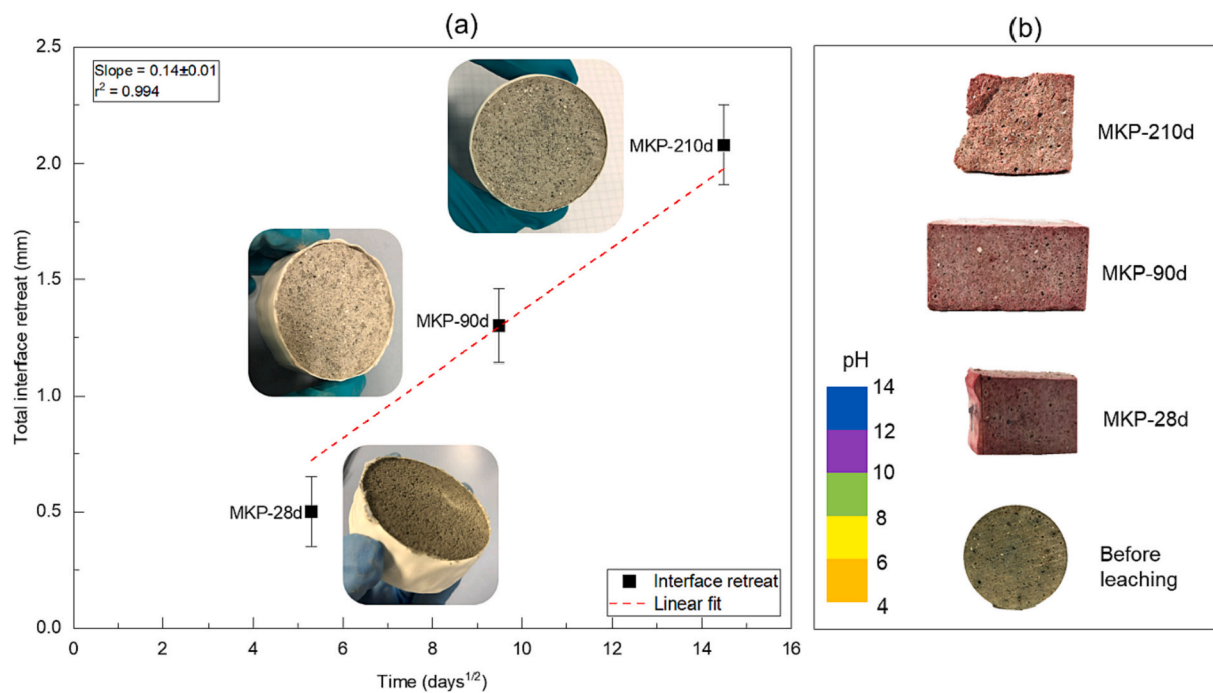 (a)
Slope = 0.14±0.01
r² = 0.994
2.5
2.0
1.5
1.0
0.5
0.0
Total interface retreat (mm)
MKP-210d
MKP-90d
MKP-28d
Interface retreat
Linear fit
0 2 4 6 8 10 12 14 16
Time (days¹/²)
(b)
MKP-210d
MKP-90d
MKP-28d
Before
leaching
pH
14
12
10
8
6
4